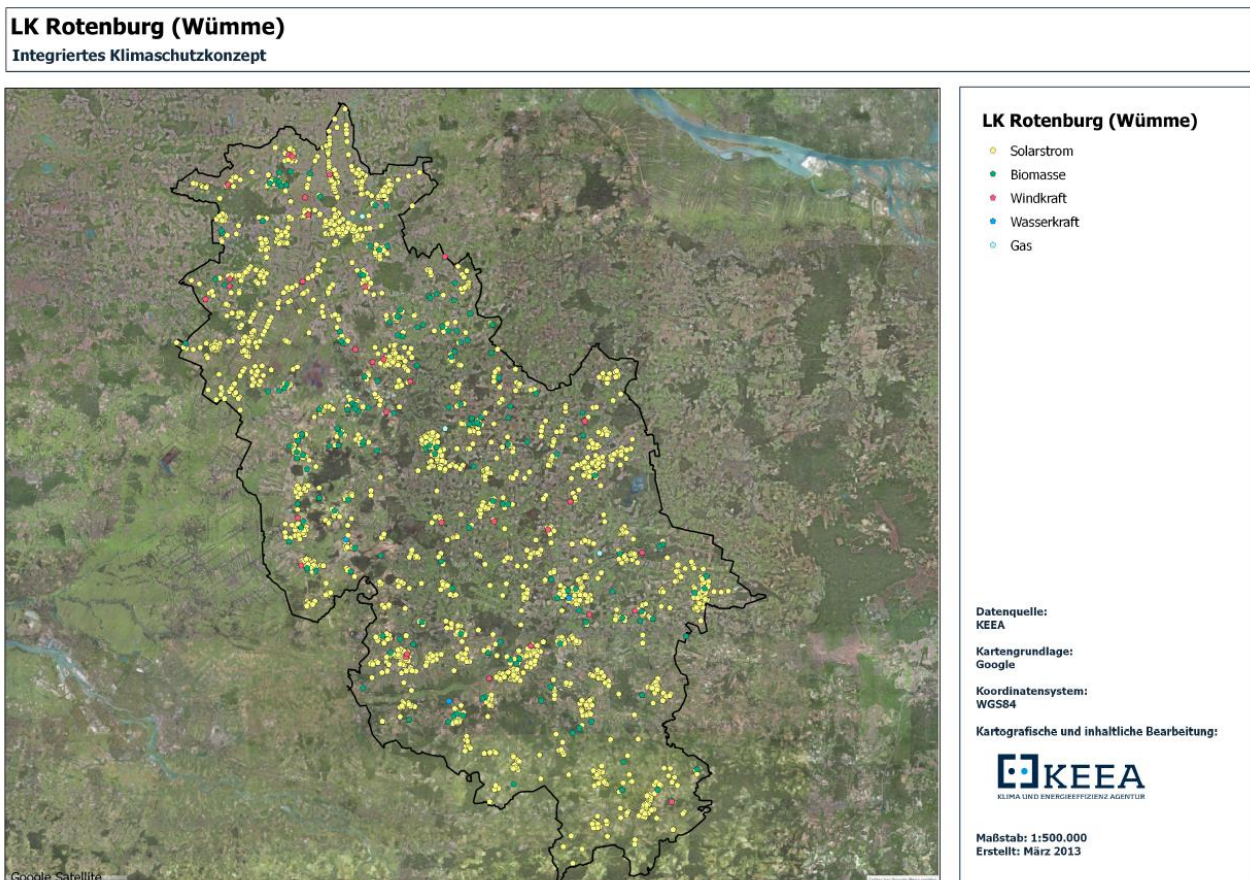 LK Rotenburg (Wümme)
Integriertes Klimaschutzkonzept
LK Rotenburg (Wümme)
Solarstrom
Biomasse
Windkraft
Wasserkraft
Gas
Datenquelle:
KEEA
Kartengrundlage:
Google
Koordinatensystem:
WGS84
Kartografische und inhaltliche Bearbeitung:
KEEA
KLIMA UND ENERGIEEFFIZIENZ AGENTUR
Maßstab: 1:500.000
Erstellt: März 2013
Google Satellite